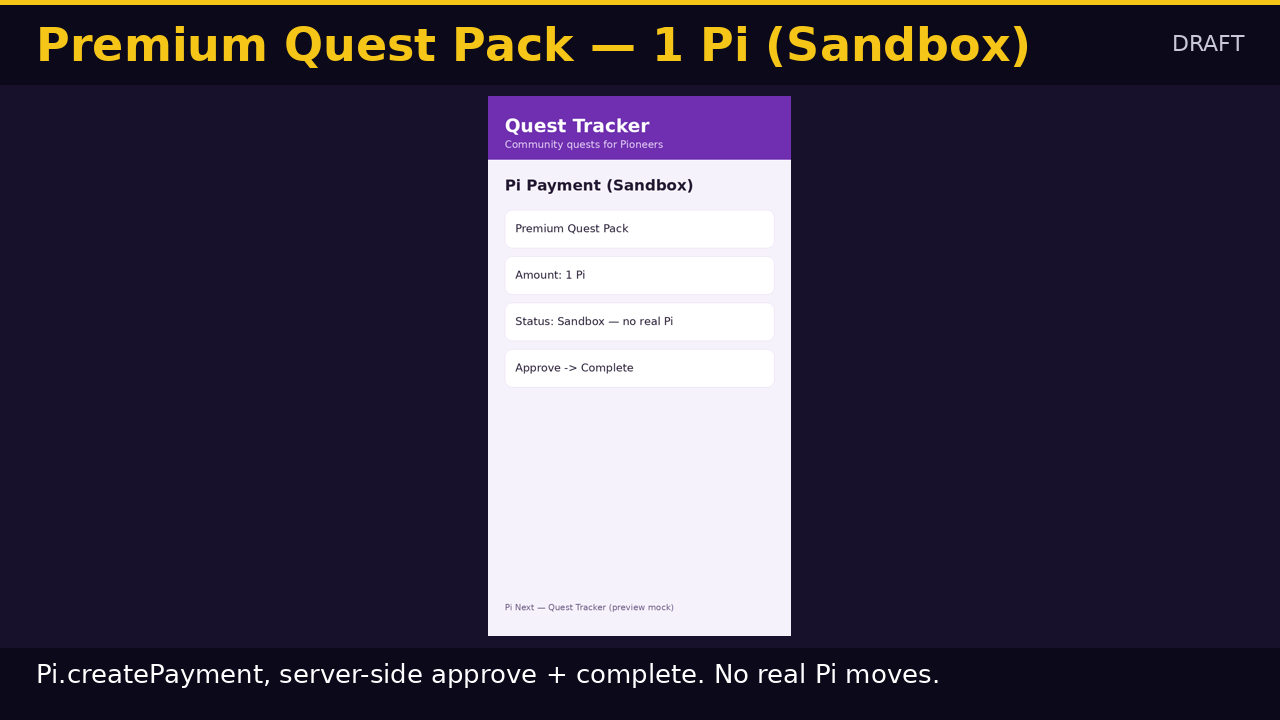 Premium Quest Pack — 1 Pi (Sandbox)
DRAFT
Quest Tracker
Community quests for Pioneers
Pi Payment (Sandbox)
Premium Quest Pack
Amount: 1 Pi
Status: Sandbox — no real Pi
Approve -> Complete
Pi Next — Quest Tracker (preview mock)
Pi.createPayment, server-side approve + complete. No real Pi moves.